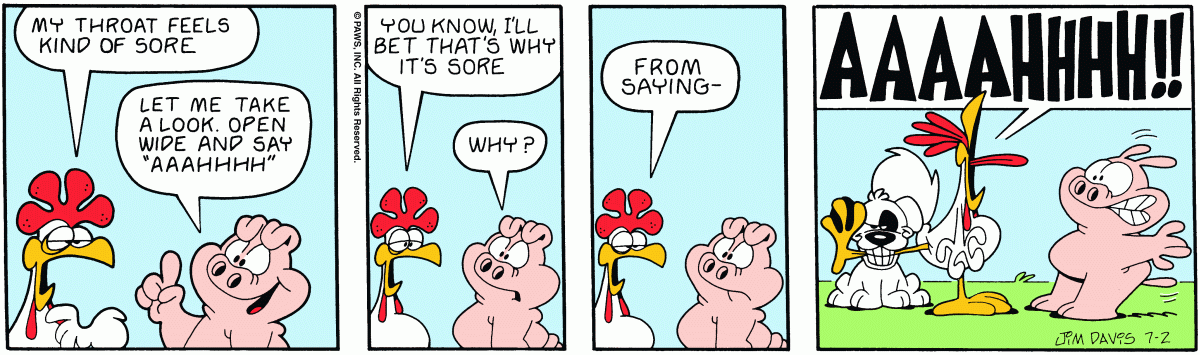 MY THROAT FEELS
KIND OF SORE
LET ME TAKE
A LOOK. OPEN
WIDE AND SAY
"AAAHHHH"
© PAWS, INC. All Rights Reserved.
YOU KNOW, I'LL
BET THAT'S WHY
IT'S SORE
WHY?
FROM
SAYING-
AAAAHHHH!!
JIM DAVIS 7-2